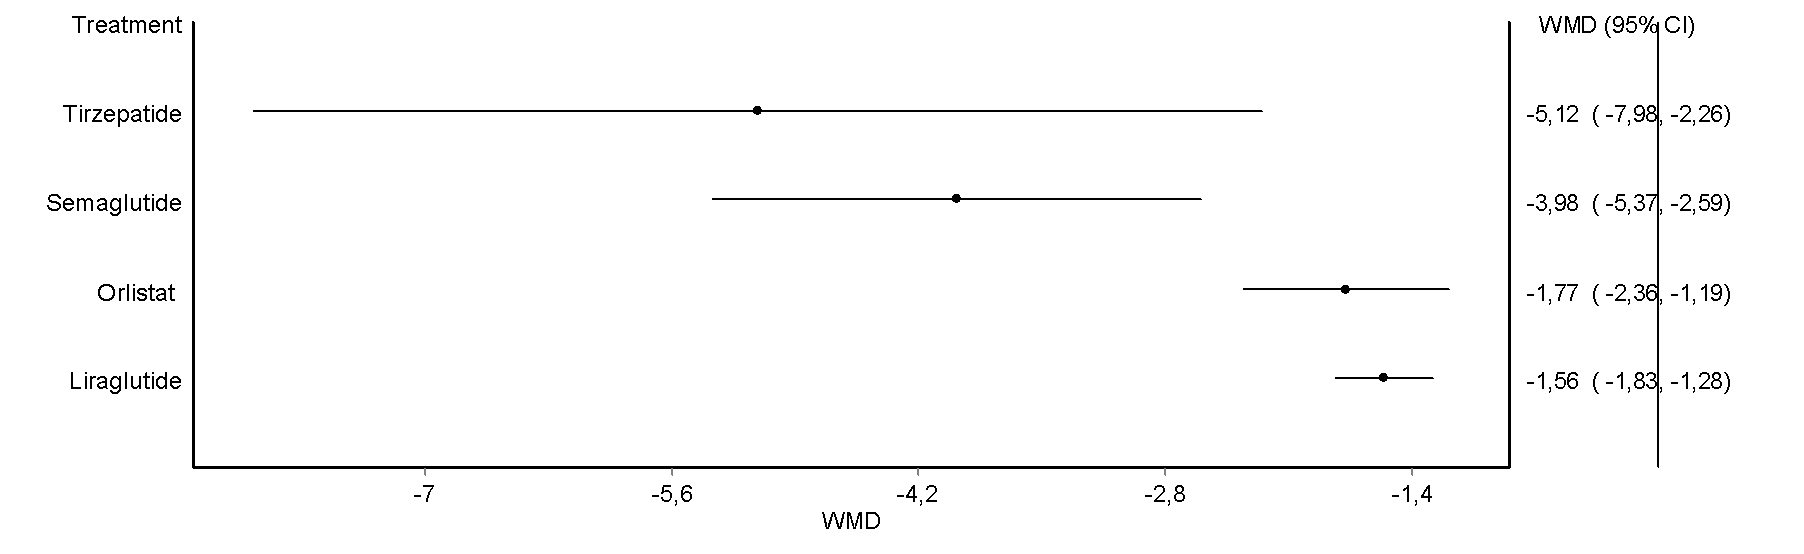 Treatment WMD (95% CI)
Tirzepatide -5,12 ( -7,98, -2,26)
Semaglutide -3,98 ( -5,37, -2,59)
Orlistat -1,77 ( -2,36, -1,19)
Liraglutide -1,56 ( -1,83, -1,28)
-7 -5,6 -4,2 -2,8 -1,4
WMD